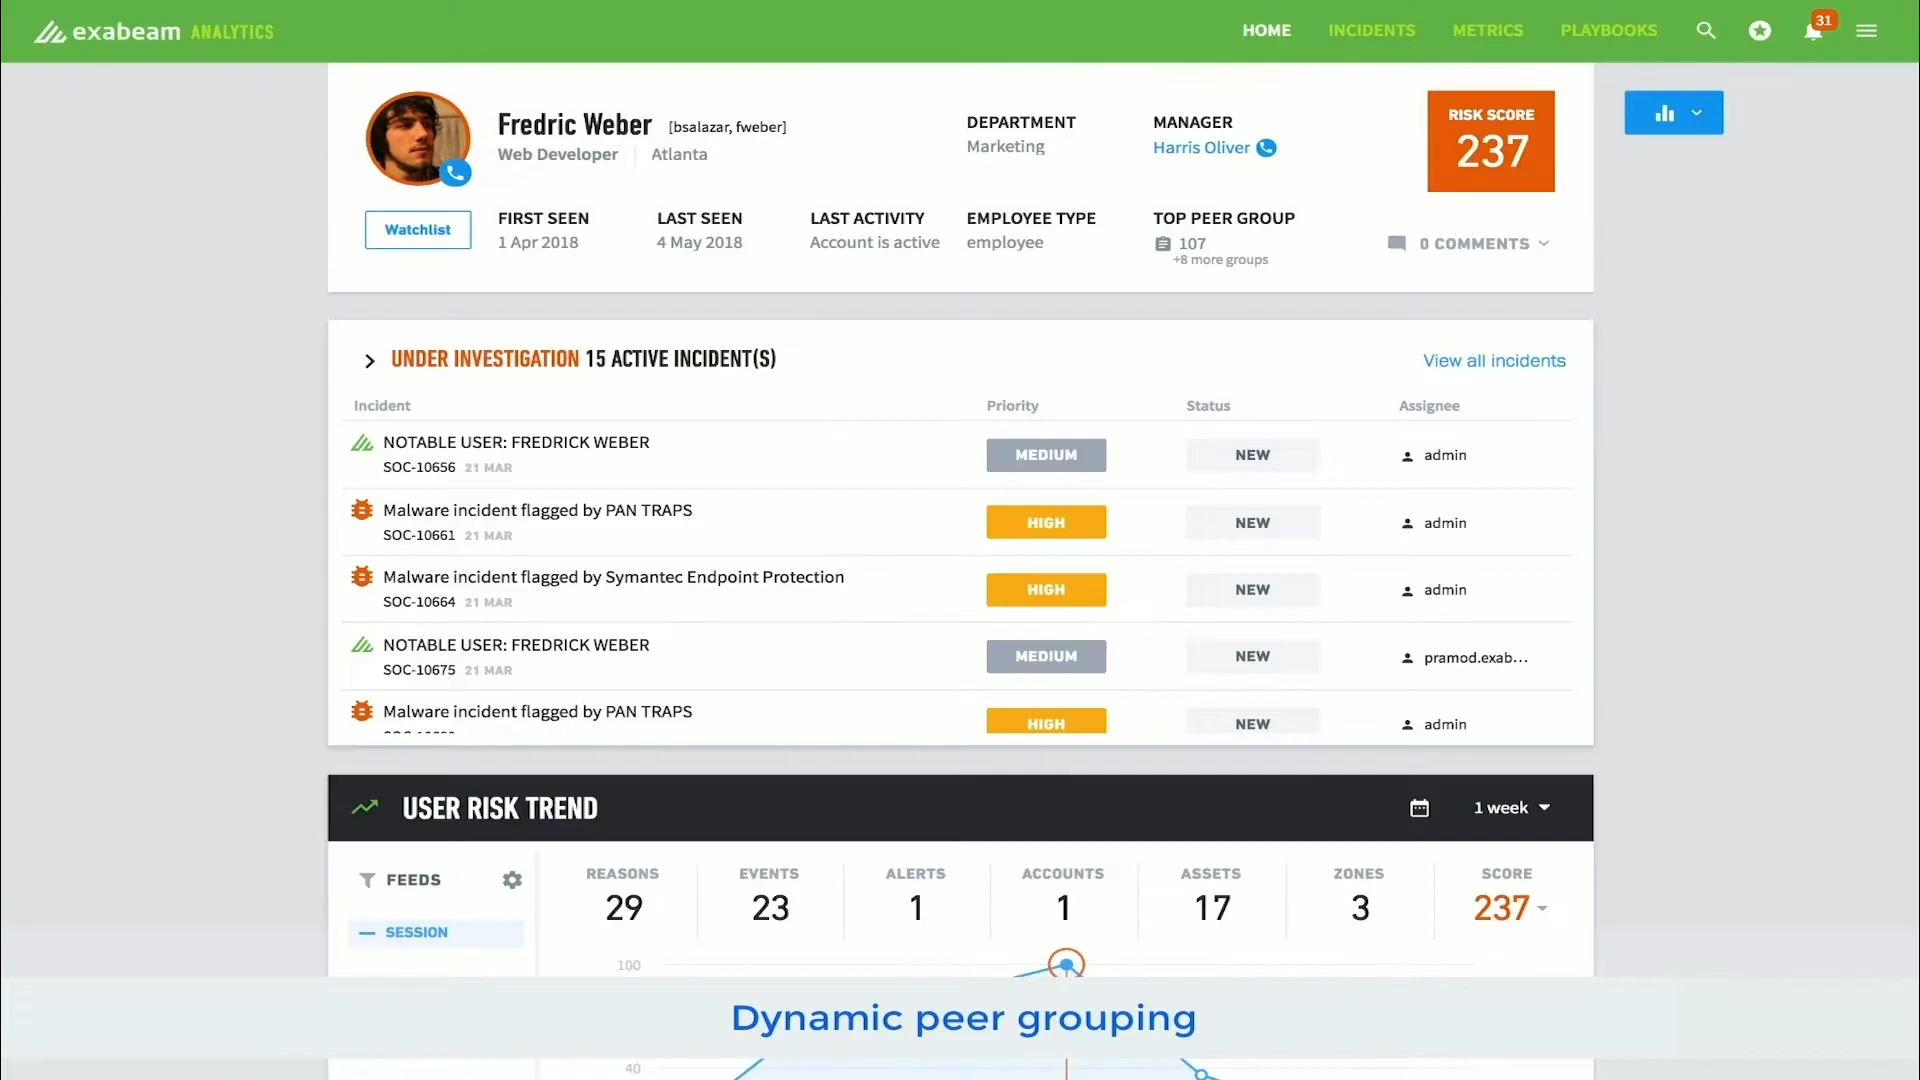 exabeam ANALYTICS
HOME INCIDENTS METRICS PLAYBOOKS 31
Fredric Weber [bsalazar, fweber]
Web Developer Atlanta
DEPARTMENT
Marketing
MANAGER
Harris Oliver
RISK SCORE
237
Watchlist
FIRST SEEN
1 Apr 2018
LAST SEEN
4 May 2018
LAST ACTIVITY
Account is active
EMPLOYEE TYPE
employee
TOP PEER GROUP
107
+8 more groups
0 COMMENTS
UNDER INVESTIGATION 15 ACTIVE INCIDENT(S)
View all incidents
Incident Priority Status Assignee
NOTABLE USER: FREDRICK WEBER
SOC-10656 21 MAR
MEDIUM NEW admin
Malware incident flagged by PAN TRAPS
SOC-10661 21 MAR
HIGH NEW admin
Malware incident flagged by Symantec Endpoint Protection
SOC-10664 21 MAR
HIGH NEW admin
NOTABLE USER: FREDRICK WEBER
SOC-10675 21 MAR
MEDIUM NEW pramod.exab...
Malware incident flagged by PAN TRAPS
HIGH NEW admin
USER RISK TREND
1 week
FEEDS
SESSION
REASONS
29
EVENTS
23
ALERTS
1
ACCOUNTS
1
ASSETS
17
ZONES
3
SCORE
237
100
Dynamic peer grouping
40